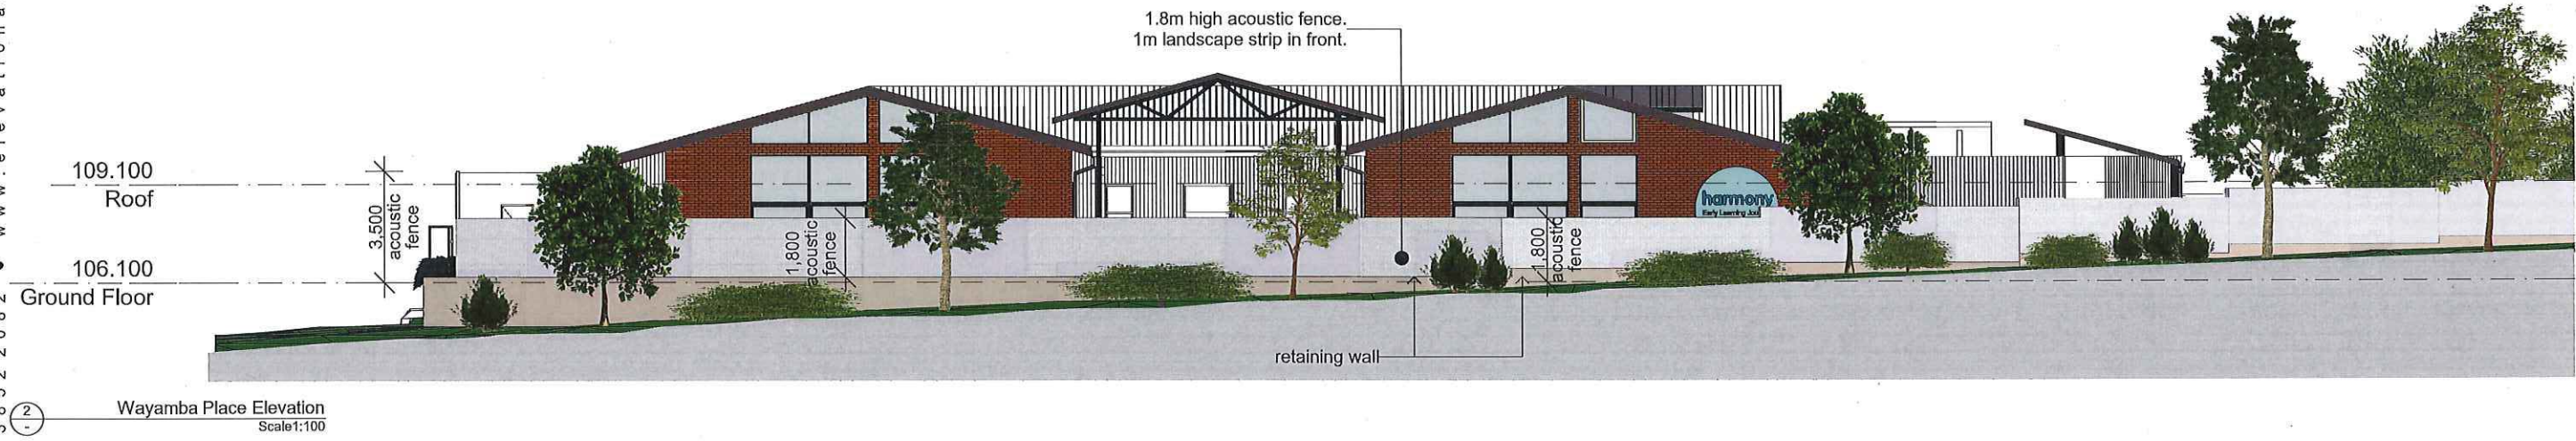 1.8m high acoustic fence.
1m landscape strip in front.
109.100
Roof
3,500
acoustic
fence
106.100
Ground Floor
1,800
acoustic
fence
1,800
acoustic
fence
harmony
retaining wall
2
-
Wayamba Place Elevation
Scale1:100